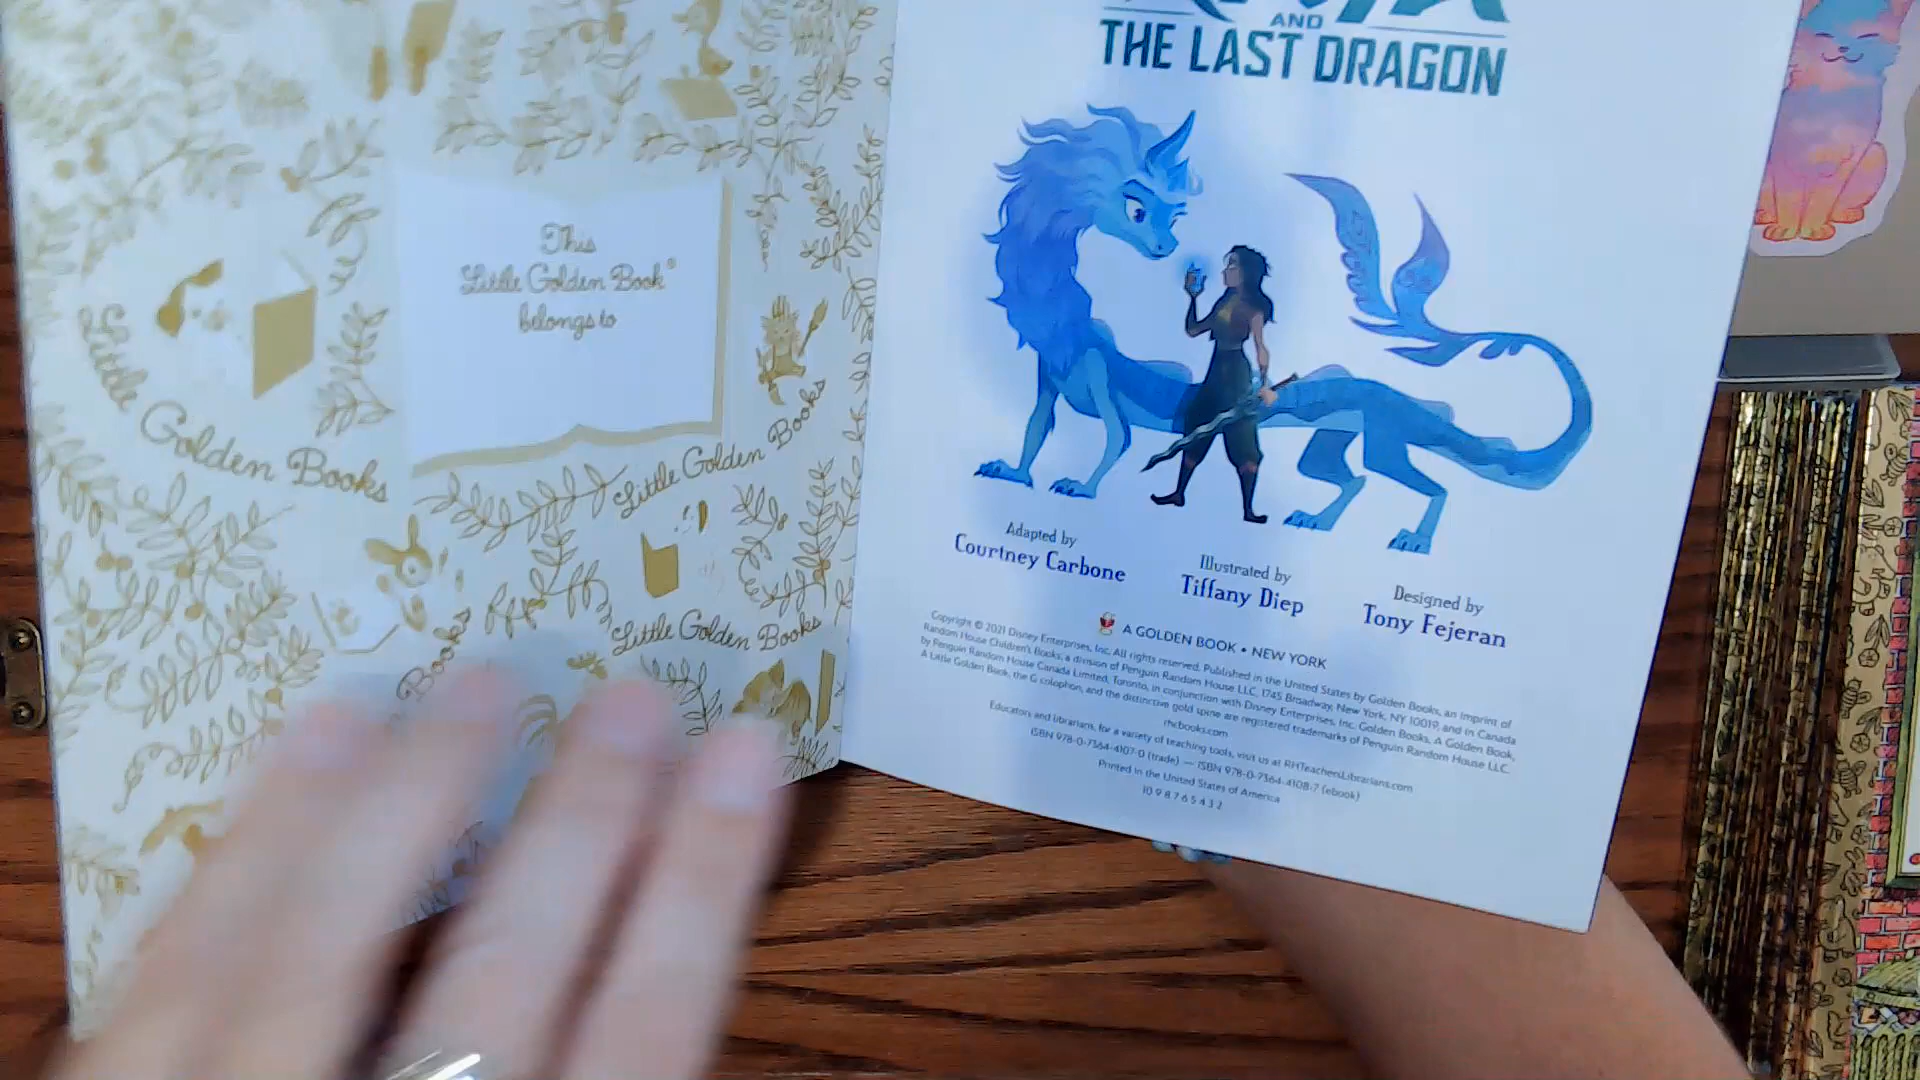 This
Little Golden Book®
belongs to
Little Golden Books
Little Golden Books
Little Golden Books
Books
AND
THE LAST DRAGON
Adapted by
Courtney Carbone
Illustrated by
Tiffany Diep
Designed by
Tony Fejeran
A GOLDEN BOOK • NEW YORK
Copyright © 2021 Disney Enterprises, Inc. All rights reserved. Published in the United States by Golden Books, an imprint of
Random House Children's Books, a division of Penguin Random House LLC, 1745 Broadway, New York, NY 10019, and in Canada
by Penguin Random House Canada Limited, Toronto, in conjunction with Disney Enterprises, Inc. Golden Books, A Golden Book,
A Little Golden Book, the G colophon, and the distinctive gold spine are registered trademarks of Penguin Random House LLC.
rhcbooks.com
Educators and librarians, for a variety of teaching tools, visit us at RHTeachersLibrarians.com
ISBN 978-0-7364-4107-0 (trade) — ISBN 978-0-7364-4108-7 (ebook)
Printed in the United States of America
10 9 8 7 6 5 4 3 2